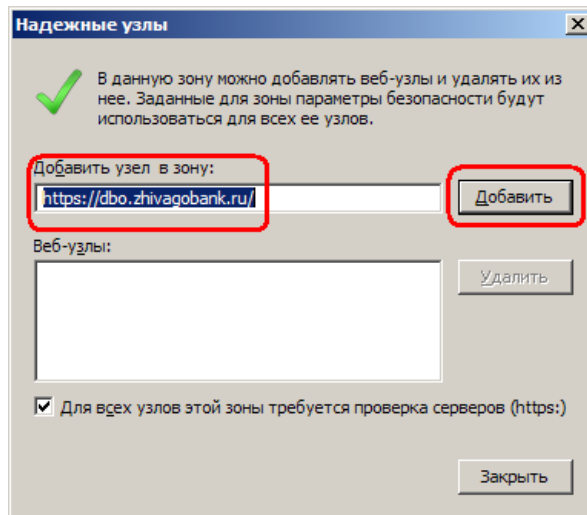 Надежные узлы
В данную зону можно добавлять веб-узлы и удалять их из
нее. Заданные для зоны параметры безопасности будут
использоваться для всех ее узлов.
Добавить узел в зону:
https://dbo.zhivagobank.ru/
Добавить
Веб-узлы:
Удалить
Для всех узлов этой зоны требуется проверка серверов (https:)
Закрыть